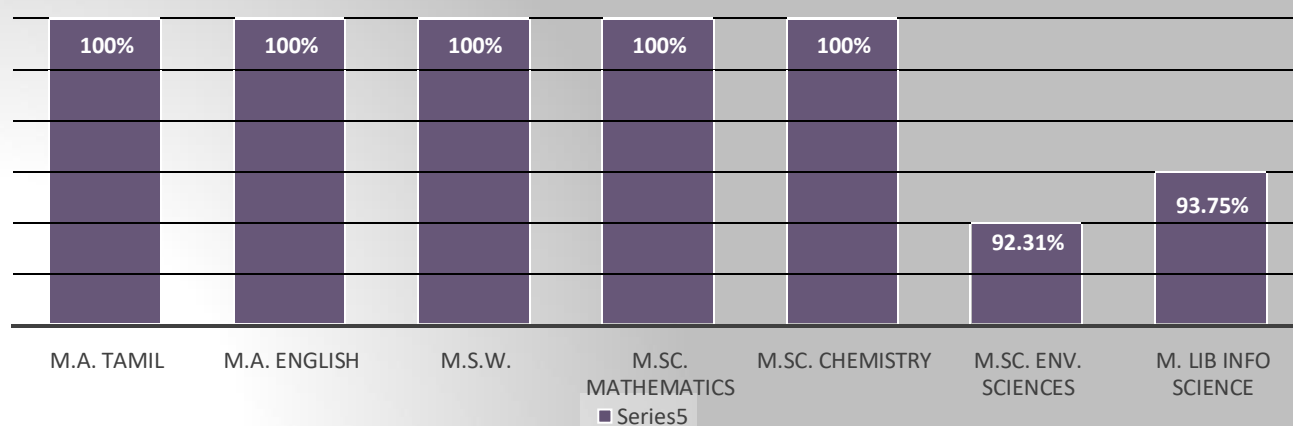 100% 100% 100% 100% 100%
93.75%
92.31%
M.A. TAMIL M.A. ENGLISH M.S.W. M.SC. MATHEMATICS M.SC. CHEMISTRY M.SC. ENV. SCIENCES M. LIB INFO SCIENCE
Series5